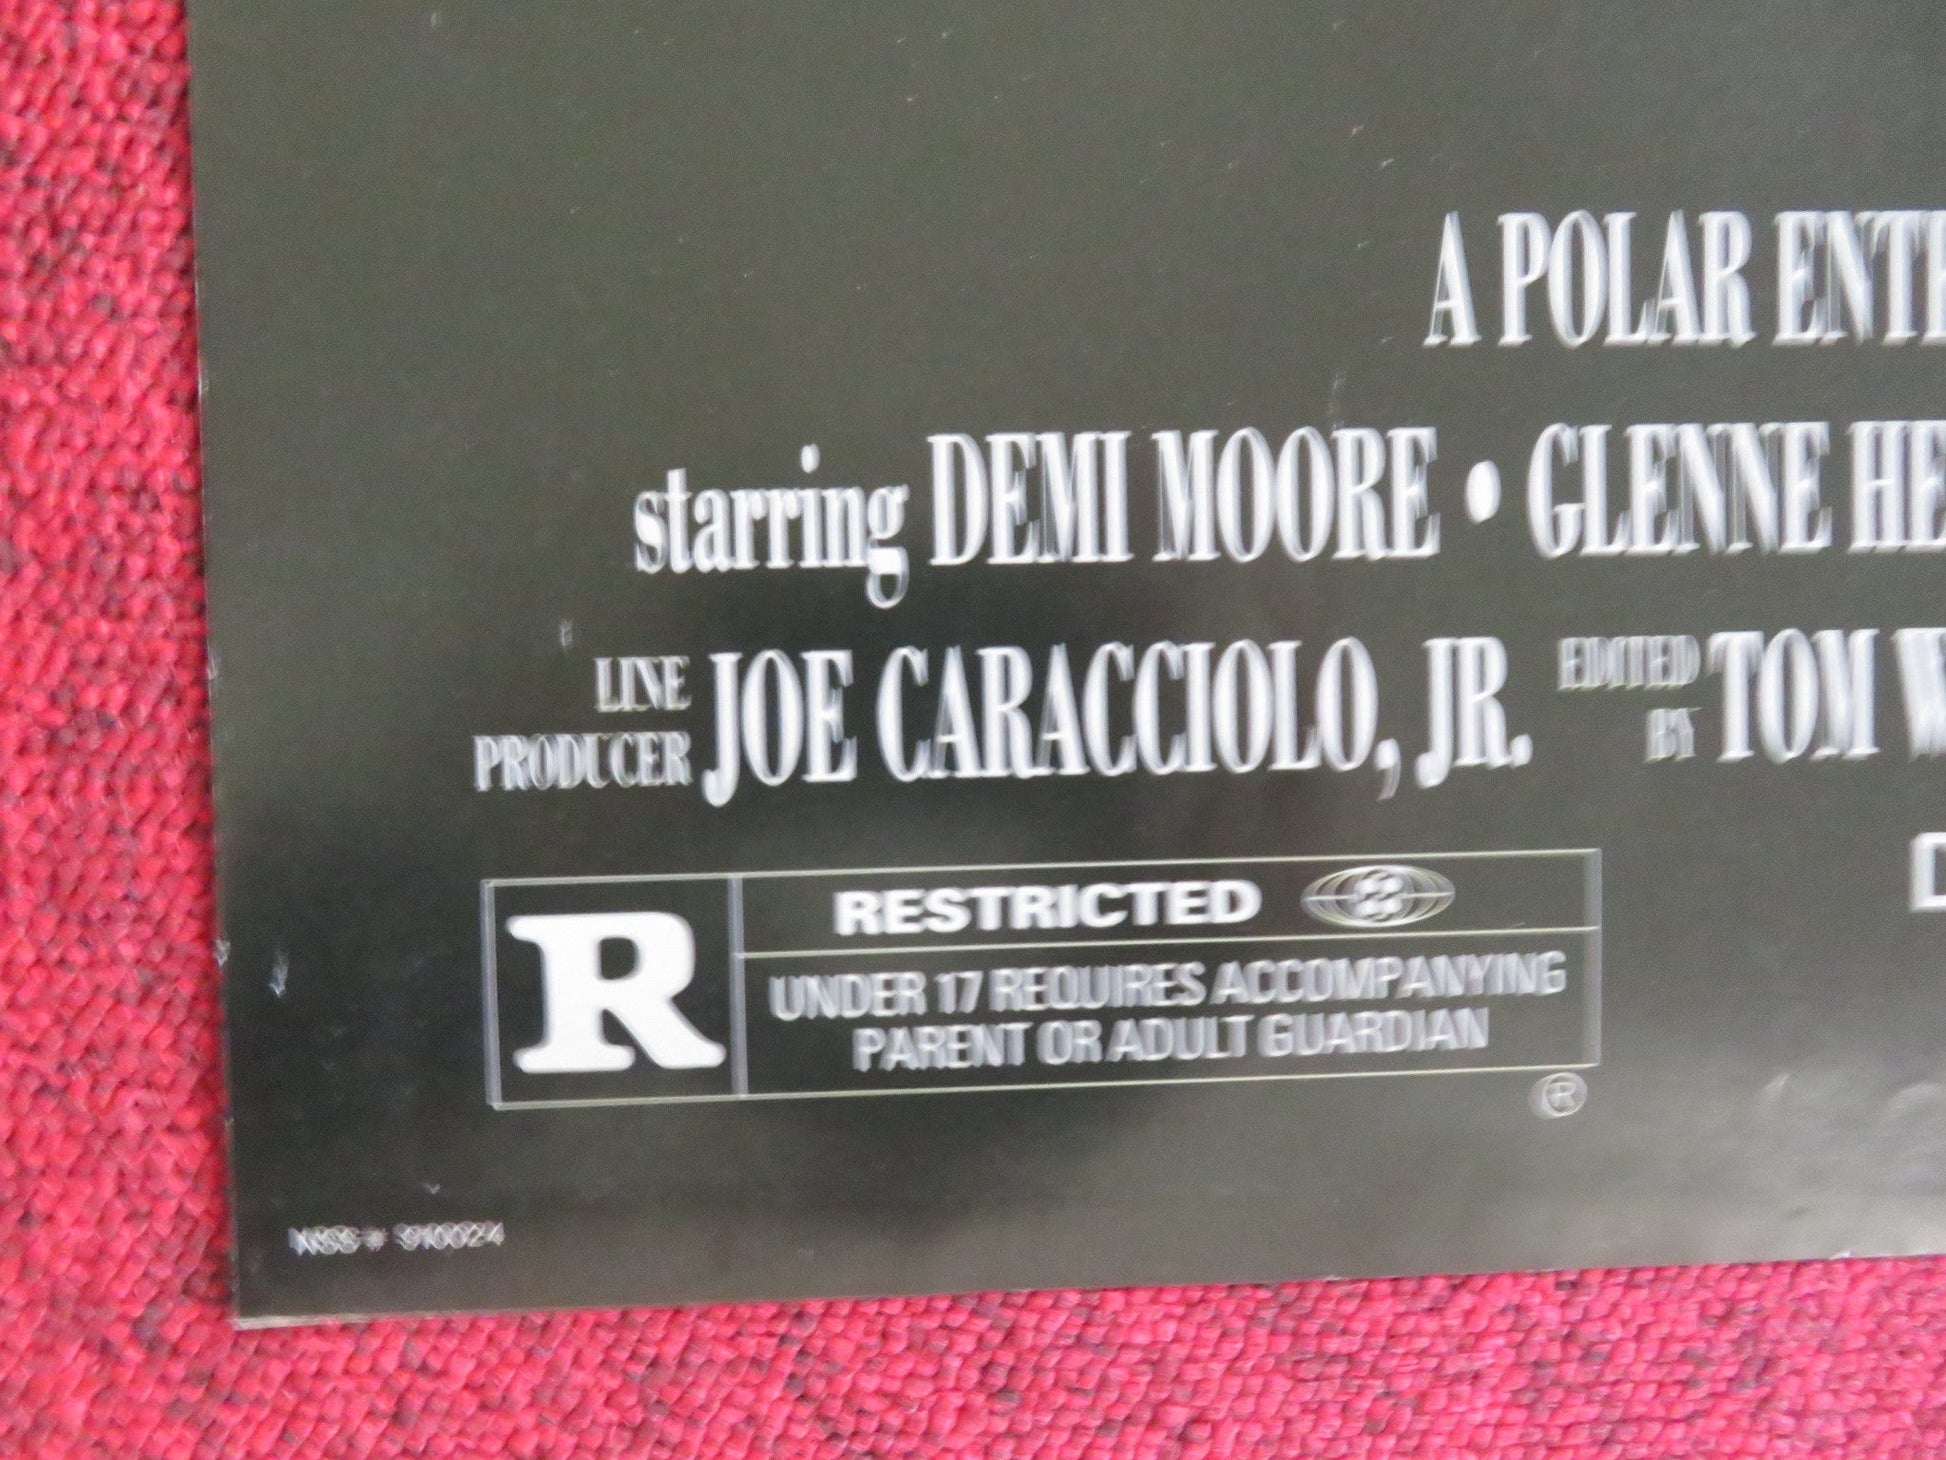 A POLAR ENTE
starring DEMI MOORE • GLENNE HE
LINE PRODUCER JOE CARACCIOLO, JR. EDITED BY TOM W
R
RESTRICTED
UNDER 17 REQUIRES ACCOMPANYING
PARENT OR ADULT GUARDIAN
®
NSS # 910024